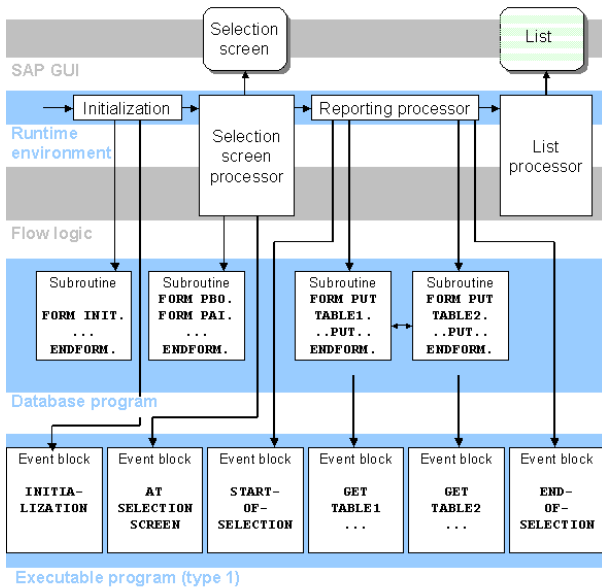 Selection
screen
List
SAP GUI
Initialization
Reporting processor
Runtime
environment
Selection
screen
processor
List
processor
Flow logic
Subroutine
FORM INIT.
...
ENDFORM.
Subroutine
FORM PBO.
FORM PAI.
...
ENDFORM.
Subroutine
FORM PUT
TABLE1.
..PUT..
ENDFORM.
Subroutine
FORM PUT
TABLE2.
..PUT..
ENDFORM.
Database program
Event block
INITIA-
LIZATION
Event block
AT
SELECTION
SCREEN
Event block
START-
OF-
SELECTION
Event block
GET
TABLE1
...
Event block
GET
TABLE2
...
Event block
END-
OF-
SELECTION
Executable program (type 1)